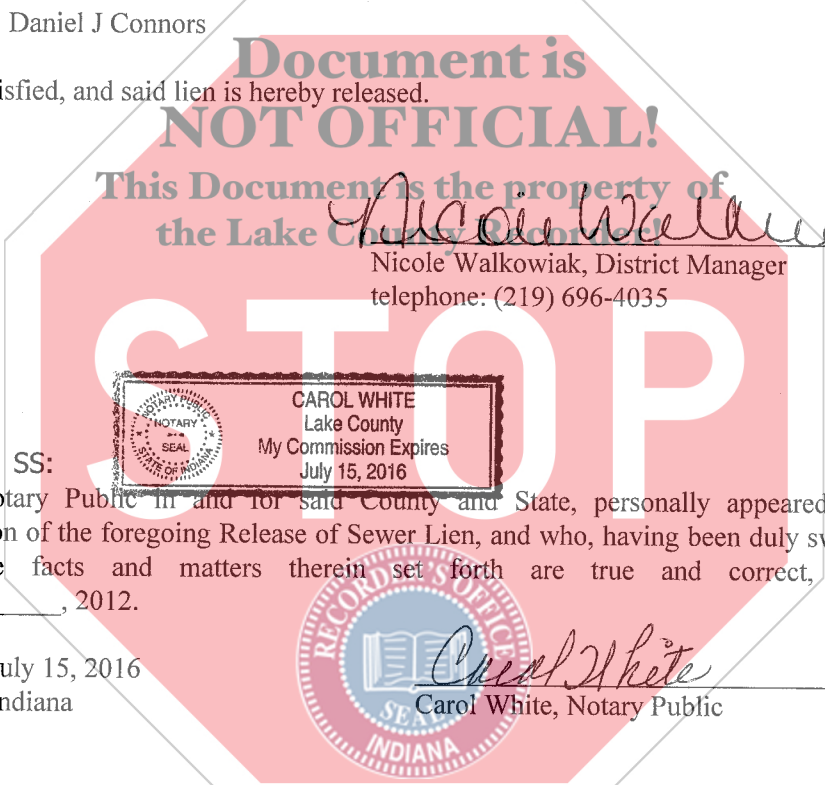 Daniel J Connors
Document is
isfied, and said lien is hereby released.
NOT OFFICIAL!
This Document is the property of
the Lake County Recorder!
Nicole Walkowiak, District Manager
telephone: (219) 696-4035
STOP
NOTARY PUBLIC
NOTARY
SEAL
STATE OF INDIANA
CAROL WHITE
Lake County
My Commission Expires
July 15, 2016
SS:
otary Public in and for said County and State, personally appeared
on of the foregoing Release of Sewer Lien, and who, having been duly sw
e facts and matters therein set forth are true and correct,
____, 2012.
RECORDER'S OFFICE
SEAL
INDIANA
uly 15, 2016
ndiana
Carol White
Carol White, Notary Public